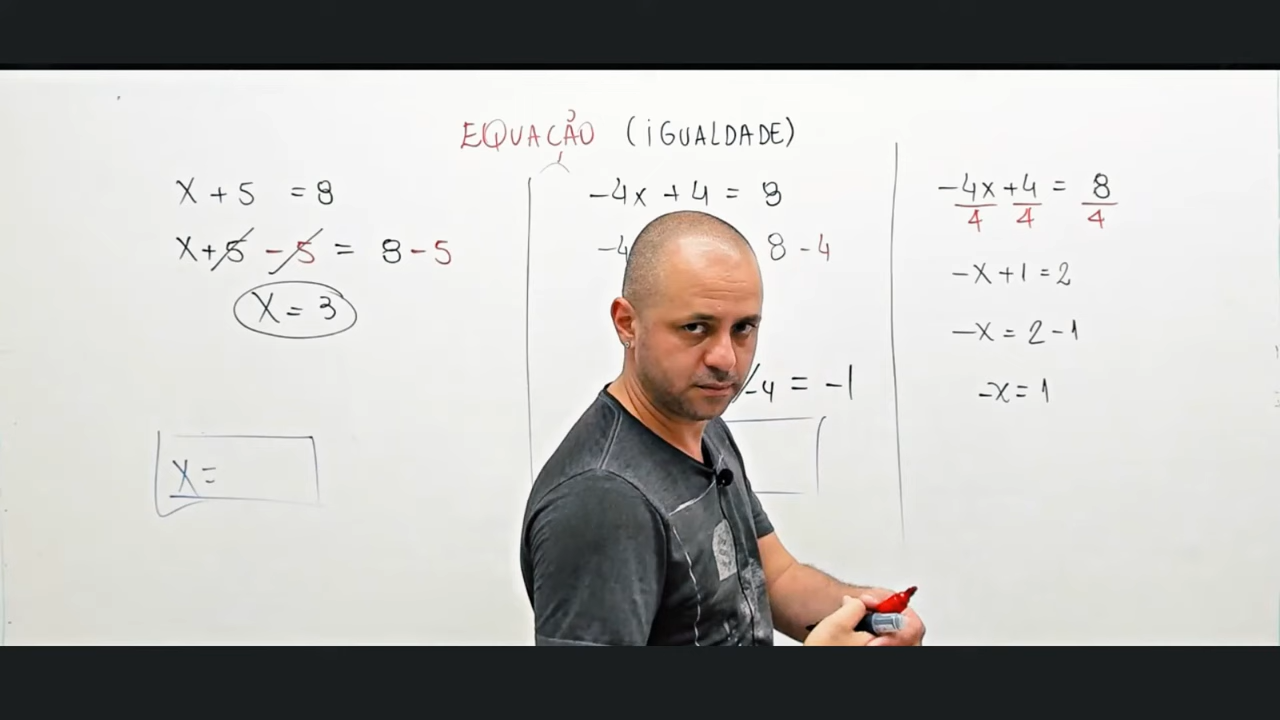 EQUAÇÃO (iGUALDADE)
X + 5 = 8
X + 5 - 5 = 8 - 5
X = 3
X =
-4x + 4 = 8
-4 8 - 4
-4 = -1
-4x + 4 = 8
4 4 4
-X + 1 = 2
-X = 2 - 1
-X = 1